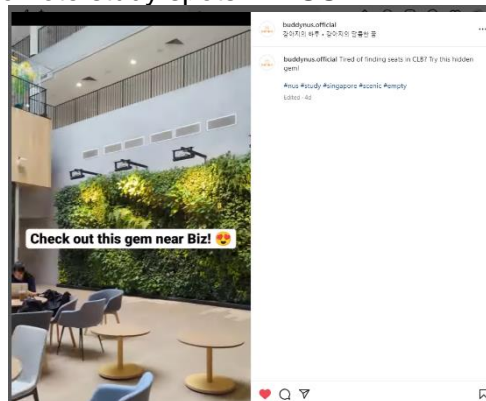 Check out this gem near Biz! 😍
buddynus.official
buddynus.official Tired of finding seats in CLB? Try this hidden
gem!
#nus #study #singapore #scenic #empty
Edited · 4d